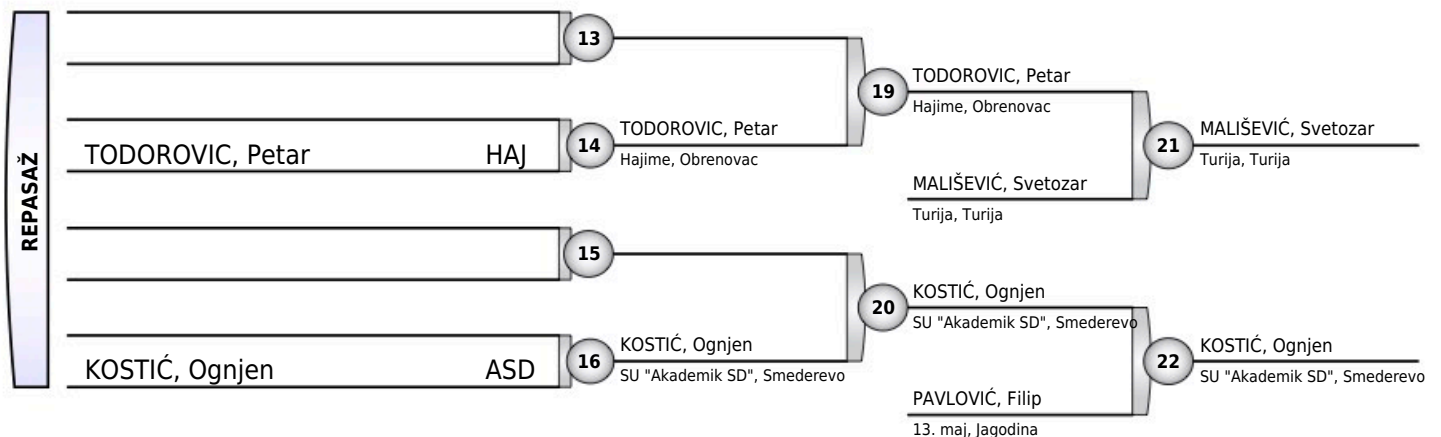 REPASAŽ
13
TODOROVIC, Petar HAJ
14
TODOROVIC, Petar
Hajime, Obrenovac
19
TODOROVIC, Petar
Hajime, Obrenovac
MALIŠEVIĆ, Svetozar
Turija, Turija
21
MALIŠEVIĆ, Svetozar
Turija, Turija
15
KOSTIĆ, Ognjen ASD
16
KOSTIĆ, Ognjen
SU "Akademik SD", Smederevo
20
KOSTIĆ, Ognjen
SU "Akademik SD", Smederevo
PAVLOVIĆ, Filip
13. maj, Jagodina
22
KOSTIĆ, Ognjen
SU "Akademik SD", Smederevo